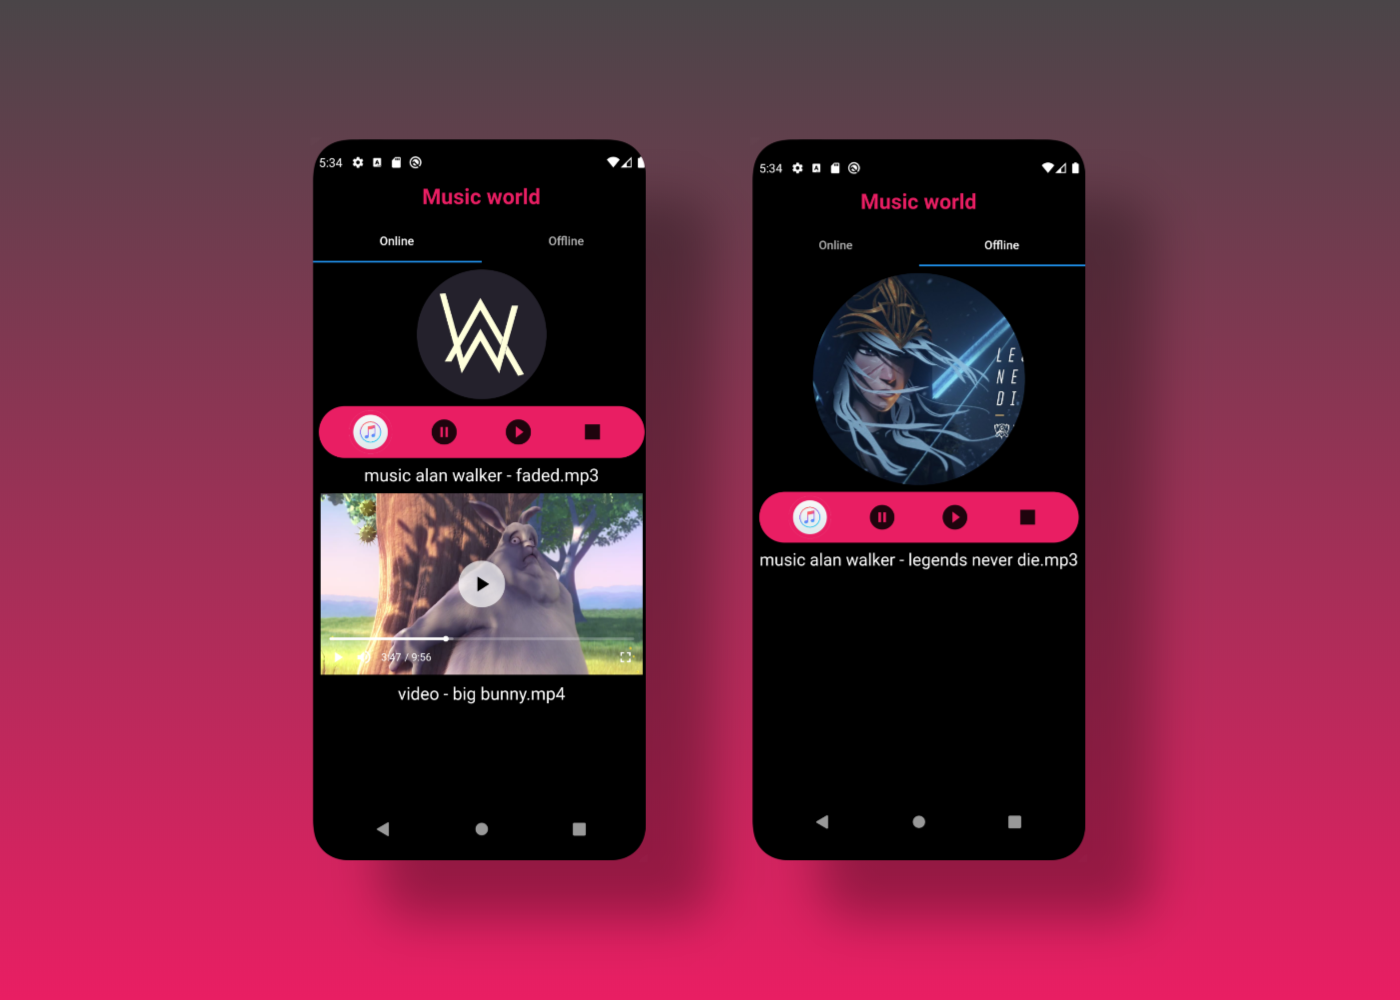 5:34
Music world
Online Offline
music alan walker - faded.mp3
3:47 / 9:56
video - big bunny.mp4
5:34
Music world
Online Offline
LE
NE
DI
music alan walker - legends never die.mp3